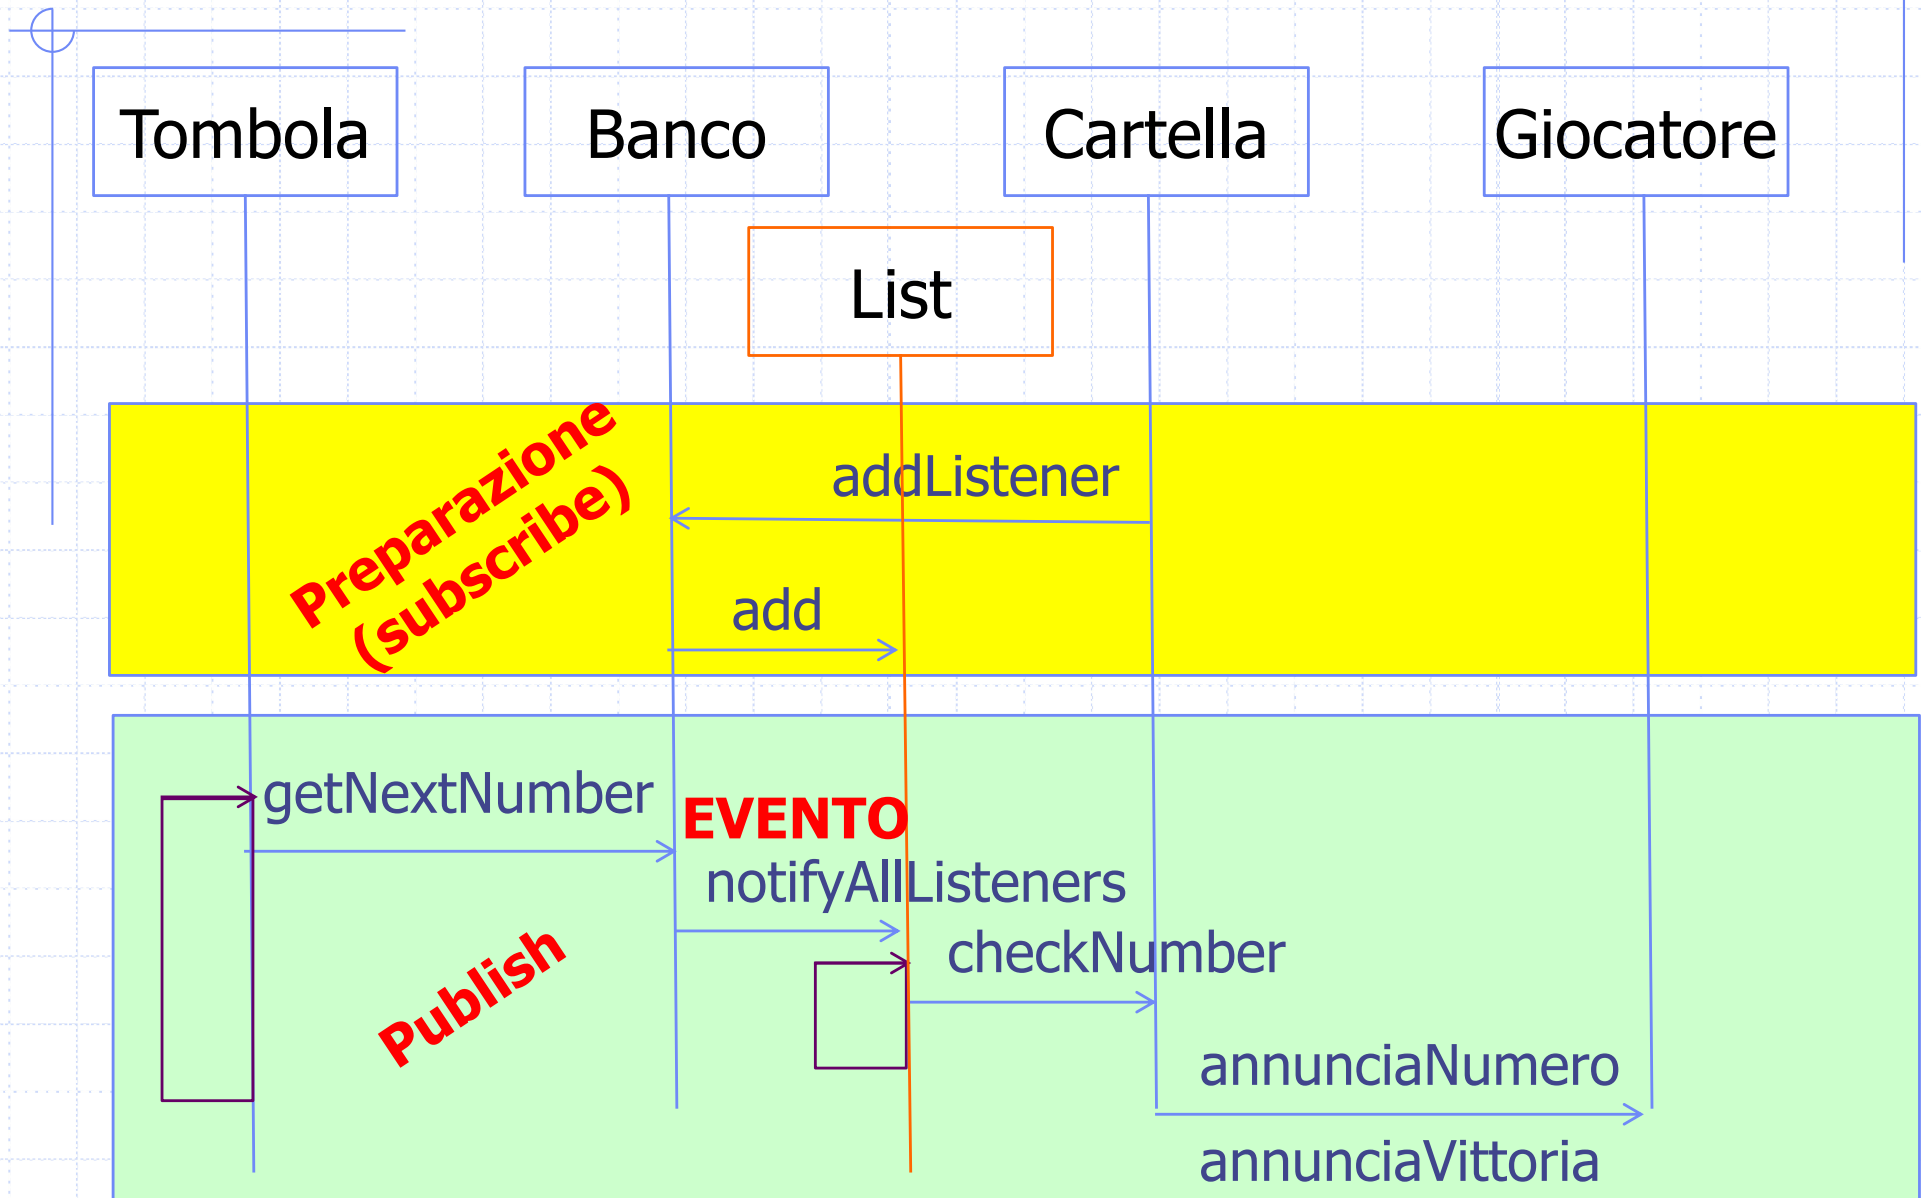 Tombola
Banco
Cartella
Giocatore
List
Preparazione
(subscribe)
addListener
add
getNextNumber
EVENTO
notifyAllListeners
checkNumber
Publish
annunciaNumero
annunciaVittoria